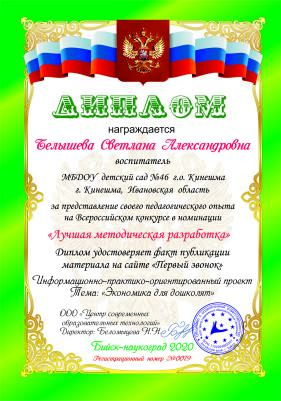 ДИПЛОМ
награждается
Белышева Светлана Александровна
воспитатель
МБДОУ детский сад №46 г.о. Кинешма
г. Кинешма, Ивановская область
за представление своего педагогического опыта
на Всероссийском конкурсе в номинации
«Лучшая методическая разработка»
Диплом удостоверяет факт публикации
материала на сайте «Первый звонок»
Информационно-практико-ориентированный проект
Тема: «Экономика для дошколят»
ООО «Центр современных
образовательных технологий»
Директор: Беломытцева Н.Н.
Бийск-наукоград 2020
Регистрационный номер №0019